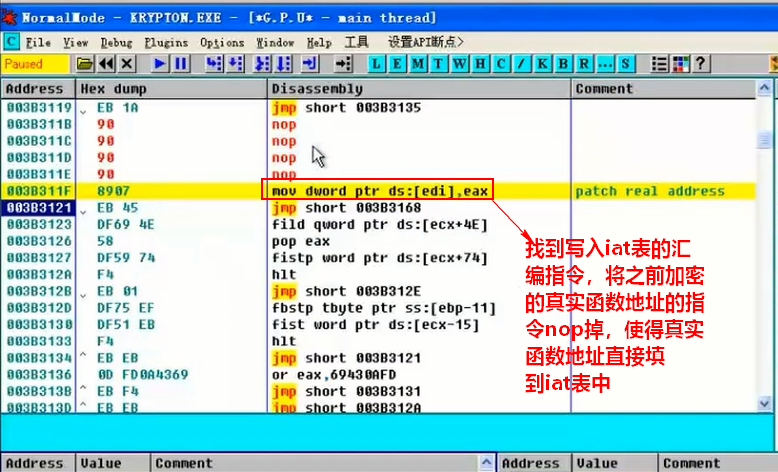 NormalMode - KRYPTON.EXE - [*G.P.U* - main thread]
C File View Debug Plugins Options Window Help 工具 设置API断点>
Paused L E M T W H C / K B R ... S ?
Address Hex dump Disassembly Comment
003B3119 EB 1A jmp short 003B3135
003B311B 90 nop
003B311C 90 nop
003B311D 90 nop
003B311E 90 nop
003B311F 8907 mov dword ptr ds:[edi],eax patch real address
003B3121 EB 45 jmp short 003B3168
003B3123 DF69 4E fild qword ptr ds:[ecx+4E]
003B3126 58 pop eax
003B3127 DF59 74 fistp word ptr ds:[ecx+74]
003B312A F4 hlt
003B312B EB 01 jmp short 003B312E
003B312D DF75 EF fbstp tbyte ptr ss:[ebp-11]
003B3130 DF51 EB fist word ptr ds:[ecx-15]
003B3133 F4 hlt
003B3134 ^ EB EB jmp short 003B3121
003B3136 0D FD0A4369 or eax,69430AFD
003B313B ^ EB F4 jmp short 003B3131
003B313D ^ EB EB jmp short 003B312A
找到写入iat表的汇
编指令，将之前加密
的真实函数地址的指
令nop掉，使得真实
函数地址直接填
到iat表中
Address Value Comment Address Value Comment